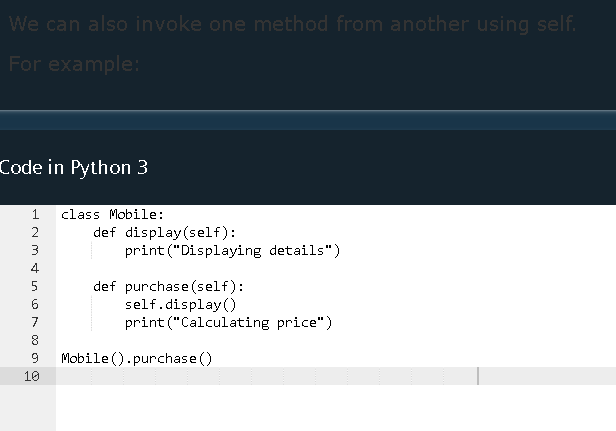 We can also invoke one method from another using self.
For example:
Code in Python 3
1 class Mobile:
2     def display(self):
3         print("Displaying details")
4
5     def purchase(self):
6         self.display()
7         print("Calculating price")
8
9 Mobile().purchase()
10